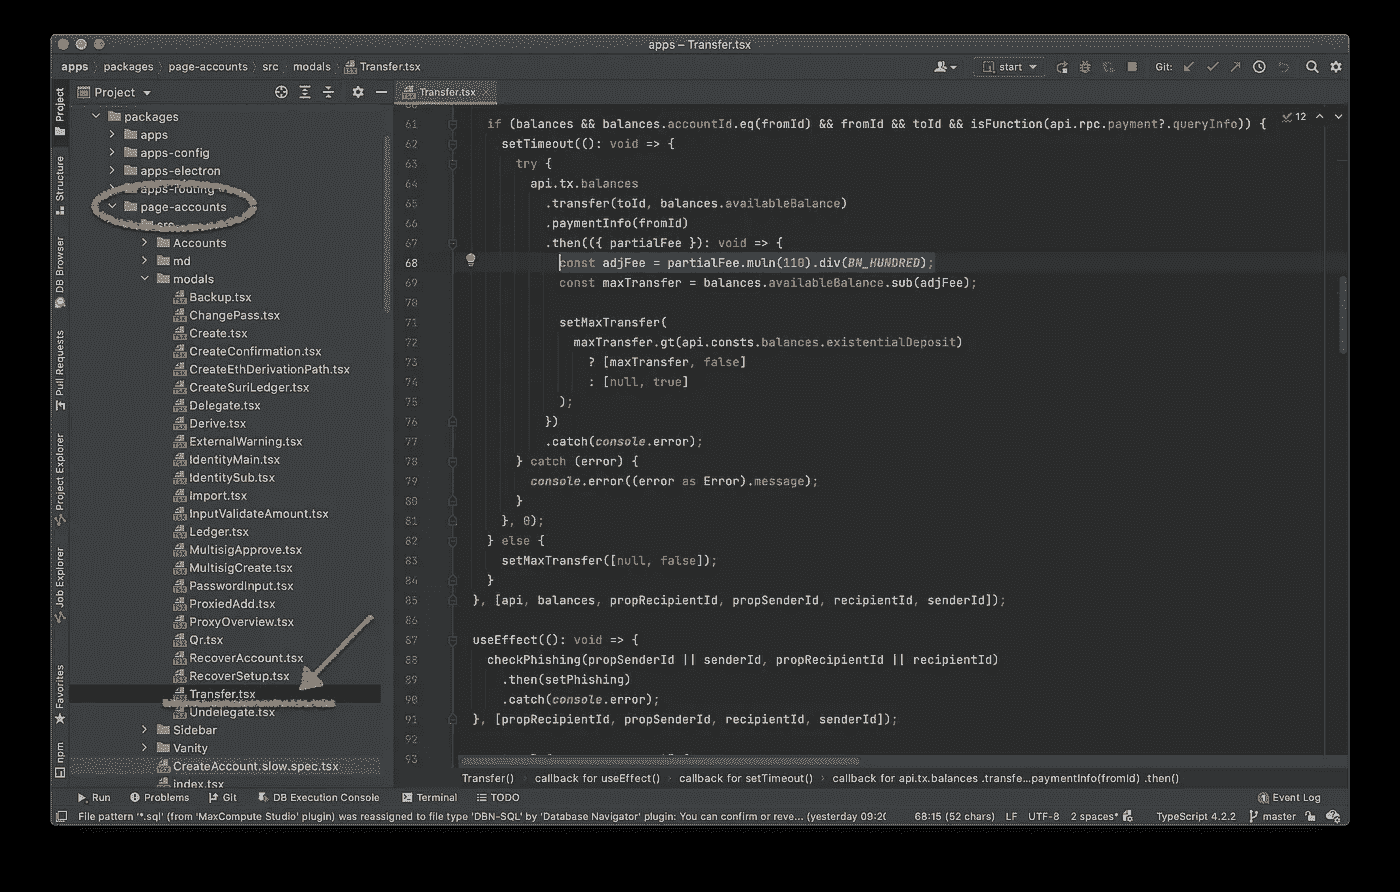 apps – Transfer.tsx
apps packages page-accounts src modals Transfer.tsx
start Git:
Project
Transfer.tsx
Project
Structure
DB Browser
Pull Requests
Project Explorer
Job Explorer
Favorites
npm
packages
apps
apps-config
apps-electron
apps-routing
page-accounts
src
Accounts
md
modals
Backup.tsx
ChangePass.tsx
Create.tsx
CreateConfirmation.tsx
CreateEthDerivationPath.tsx
CreateSuriLedger.tsx
Delegate.tsx
Derive.tsx
ExternalWarning.tsx
IdentityMain.tsx
IdentitySub.tsx
Import.tsx
InputValidateAmount.tsx
Ledger.tsx
MultisigApprove.tsx
MultisigCreate.tsx
PasswordInput.tsx
ProxiedAdd.tsx
ProxyOverview.tsx
Qr.tsx
RecoverAccount.tsx
RecoverSetup.tsx
Transfer.tsx
Undelegate.tsx
Sidebar
Vanity
CreateAccount.slow.spec.tsx
index.tsx
12
61 if (balances && balances.accountId.eq(fromId) && fromId && toId && isFunction(api.rpc.payment?.queryInfo)) {
62 setTimeout((): void => {
63 try {
64 api.tx.balances
65 .transfer(toId, balances.availableBalance)
66 .paymentInfo(fromId)
67 .then(({ partialFee }): void => {
68 const adjFee = partialFee.muln(110).div(BN_HUNDRED);
69 const maxTransfer = balances.availableBalance.sub(adjFee);
70
71 setMaxTransfer(
72 maxTransfer.gt(api.consts.balances.existentialDeposit)
73 ? [maxTransfer, false]
74 : [null, true]
75 );
76 })
77 .catch(console.error);
78 } catch (error) {
79 console.error((error as Error).message);
80 }
81 }, 0);
82 } else {
83 setMaxTransfer([null, false]);
84 }
85 }, [api, balances, propRecipientId, propSenderId, recipientId, senderId]);
86
87 useEffect((): void => {
88 checkPhishing(propSenderId || senderId, propRecipientId || recipientId)
89 .then(setPhishing)
90 .catch(console.error);
91 }, [propRecipientId, propSenderId, recipientId, senderId]);
92
93
Transfer() callback for useEffect() callback for setTimeout() callback for api.tx.balances .transfe...paymentInfo(fromId) .then()
Run Problems Git DB Execution Console Terminal TODO Event Log
File pattern '*.sql' (from 'MaxCompute Studio' plugin) was reassigned to file type 'DBN-SQL' by 'Database Navigator' plugin: You can confirm or reve... (yesterday 09:2( 68:15 (52 chars) LF UTF-8 2 spaces* TypeScript 4.2.2 master